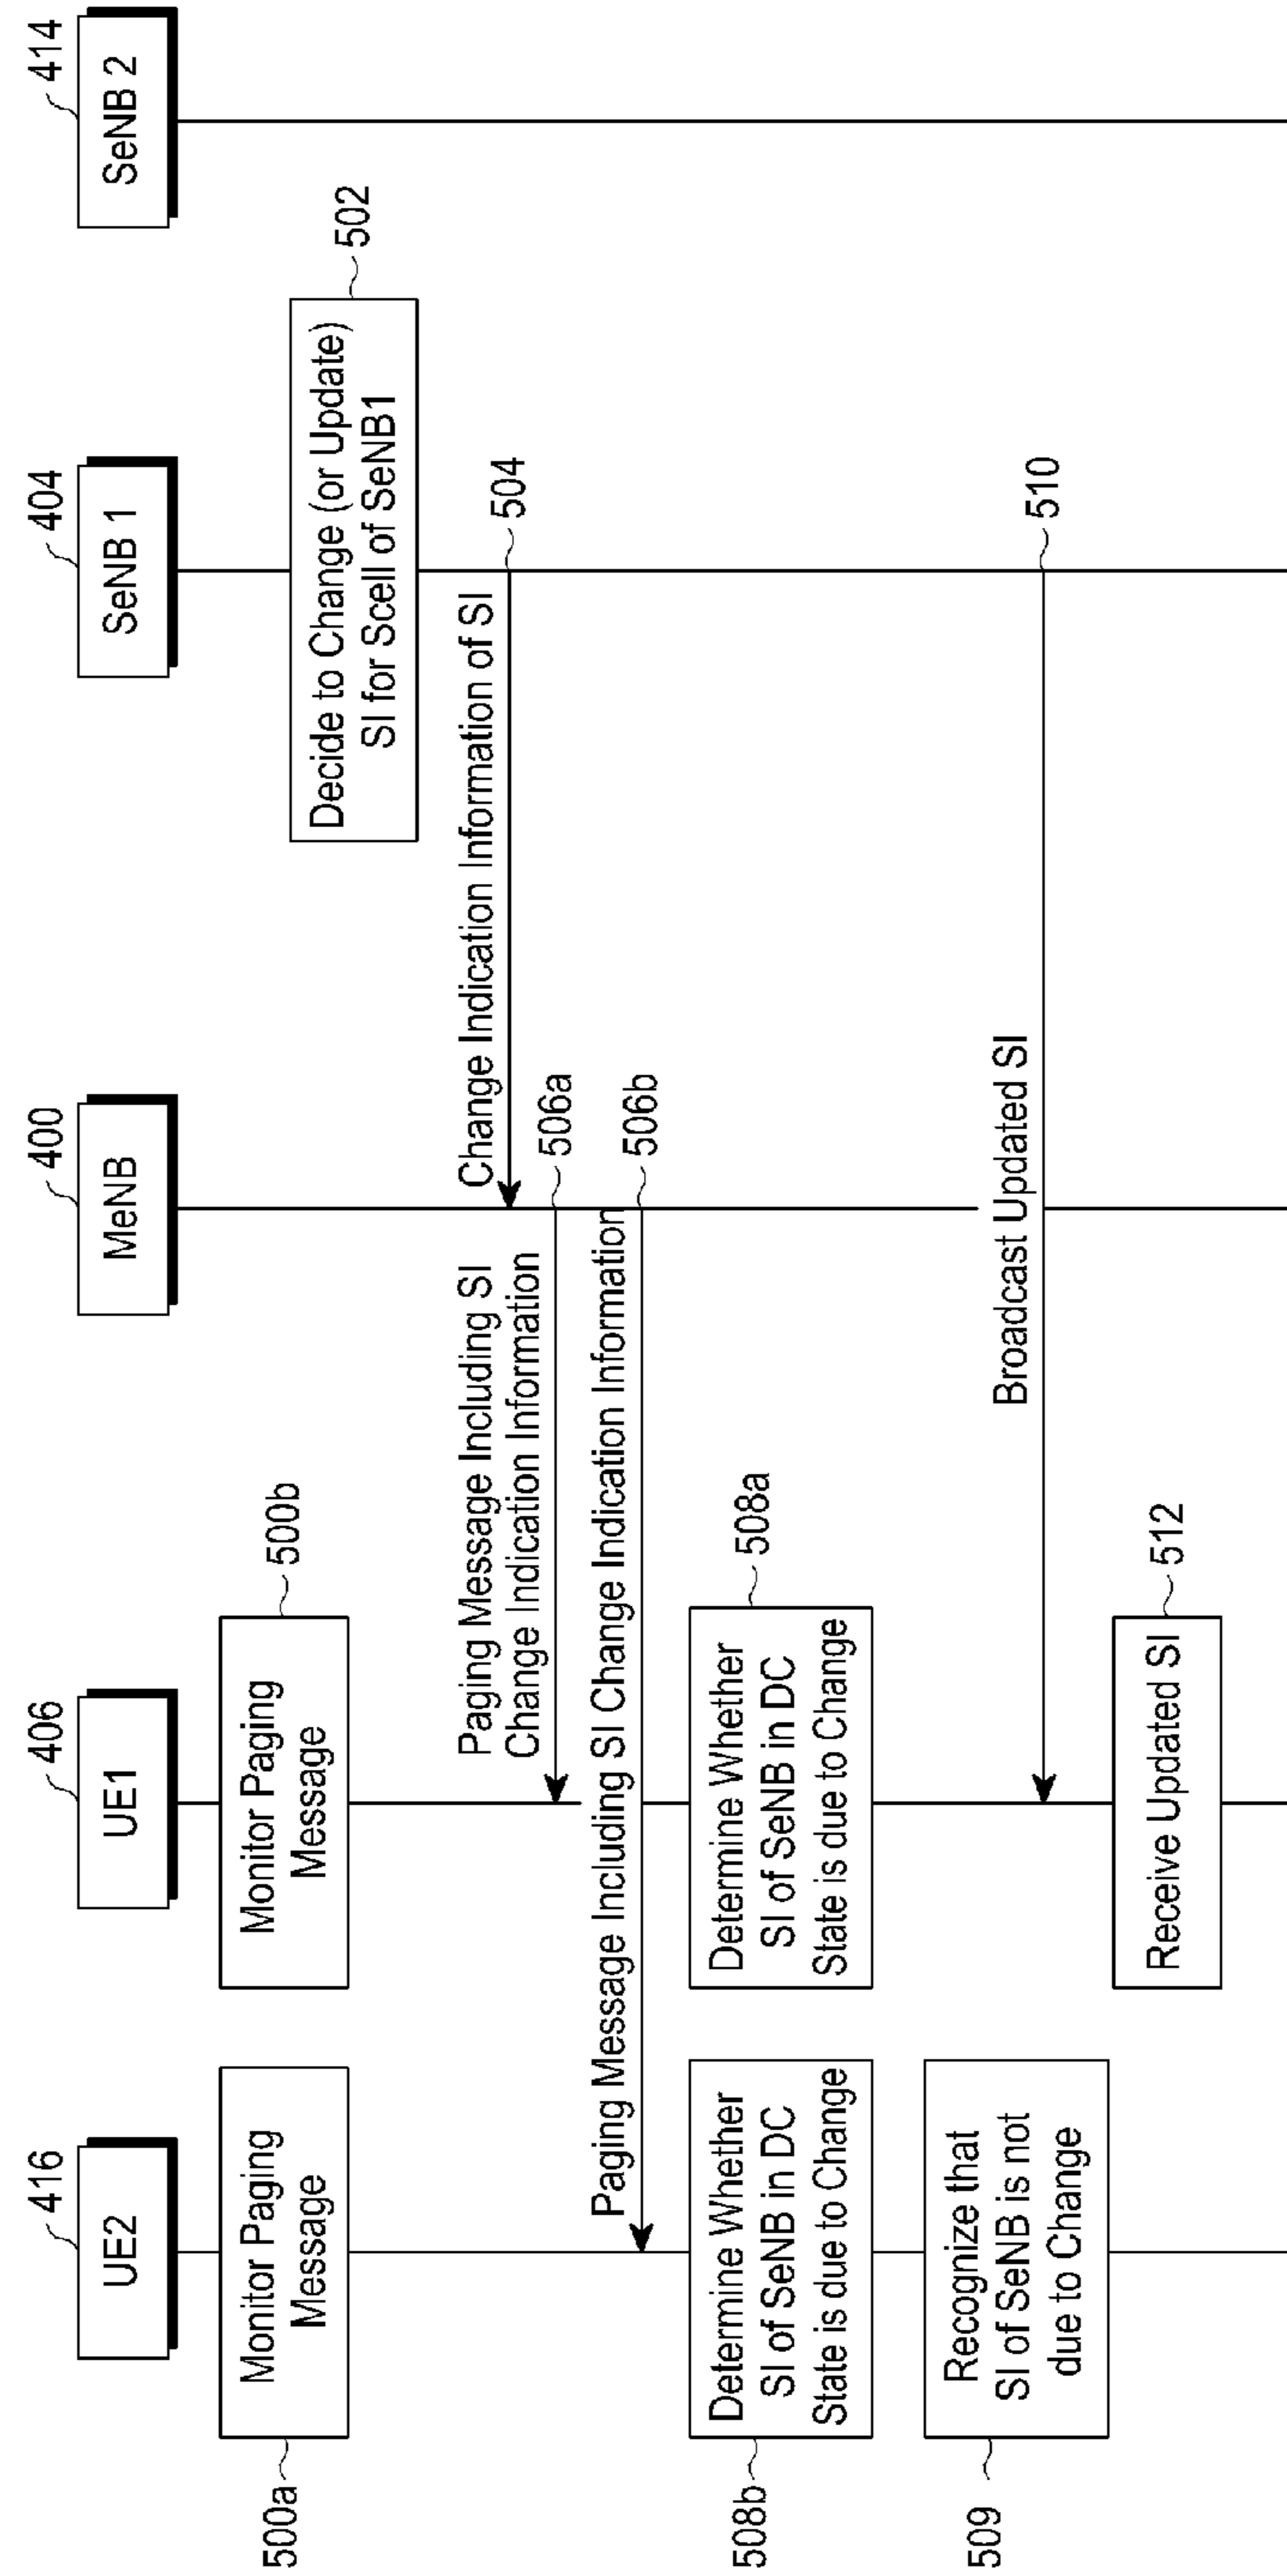 416
UE2
406
UE1
400
MeNB
404
SeNB 1
414
SeNB 2
500a
Monitor Paging
Message
Monitor Paging
Message
500b
Decide to Change (or Update)
SI for Scell of SeNB1
502
Change Indication Information of SI
504
Paging Message Including SI
Change Indication Information
506a
Paging Message Including SI Change Indication Information
506b
508b
Determine Whether
SI of SeNB in DC
State is due to Change
Determine Whether
SI of SeNB in DC
State is due to Change
508a
509
Recognize that
SI of SeNB is not
due to Change
Broadcast Updated SI
510
Receive Updated SI
512